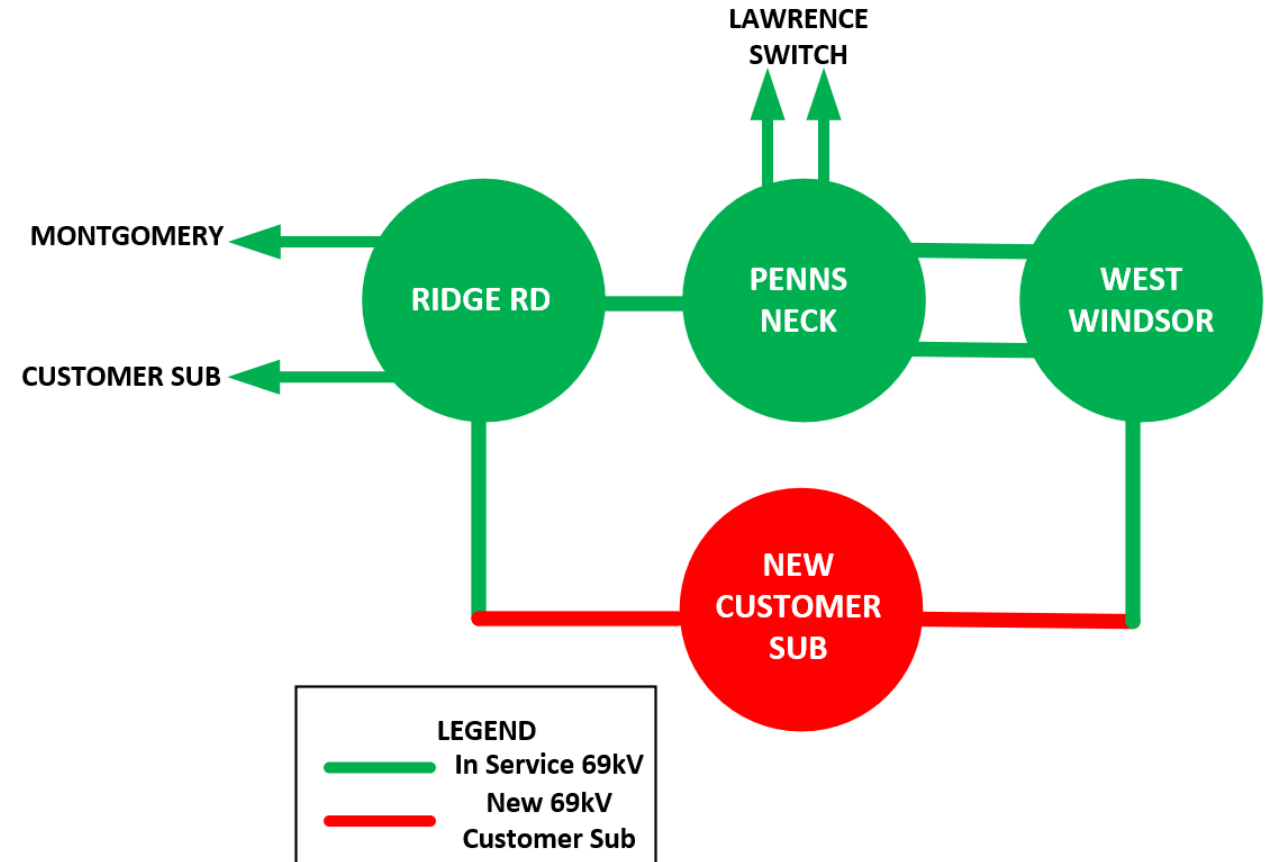 LAWRENCE
SWITCH
MONTGOMERY
CUSTOMER SUB
RIDGE RD
PENNS
NECK
WEST
WINDSOR
NEW
CUSTOMER
SUB
LEGEND
In Service 69kV
New 69kV
Customer Sub